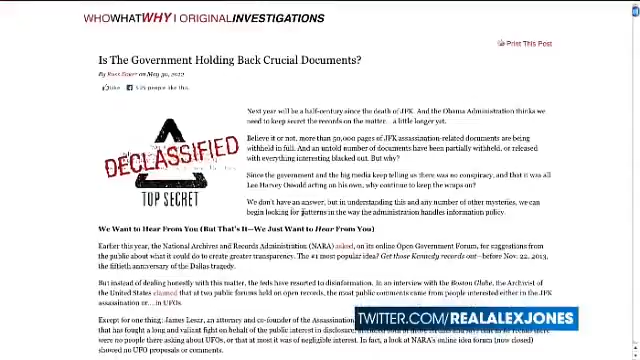 WHOWHATWHY | ORIGINALINVESTIGATIONS
Print This Post
Is The Government Holding Back Crucial Documents?
By Russ Baker on May 30, 2012
Like
people like this.
Next year will be a half-century since the death of JFK. And the Obama Administration thinks we
need to keep secret the records on the matter... a little longer yet.
DECLASSIFIED
TOP SECRET
Believe it or not, more than 50,000 pages of JFK assassination-related documents are being
withheld in full. And an untold number of documents have been partially withheld, or released
with everything interesting blacked out. But why?
Since the government and the big media keep telling us there was no conspiracy, and that it was all
Lee Harvey Oswald acting on his own, why continue to keep the wraps on?
We don't have an answer, but in understanding this and any number of other mysteries, we can
begin looking for patterns in the way the administration handles information policy.
We Want to Hear From You (But That's It—We Just Want to Hear From You)
Earlier this year, the National Archives and Records Administration (NARA) asked, on its online Open Government Forum, for suggestions from
the public about what it could do to create greater transparency. The #1 most popular idea? Get those Kennedy records out—before Nov. 22, 2013,
the fiftieth anniversary of the Dallas tragedy.
But instead of dealing honestly with this matter, the feds have resorted to disinformation. In an interview with the Boston Globe, the Archivist of
the United States claimed that at two public forums held on open records, the most public comments came from people interested either in the JFK
assassination or... in UFOs.
Except for one thing: James Lesar, an attorney and co-founder of the Assassination
that has fought a long and valiant fight on behalf of the public interest in disclosure,
were no people there asking about UFOs, or that at most it was of negligible interest. In fact, a look at NARA's online idea forum (now closed)
showed no UFO proposals or comments.
TWITTER.COM/REALALEXJONES